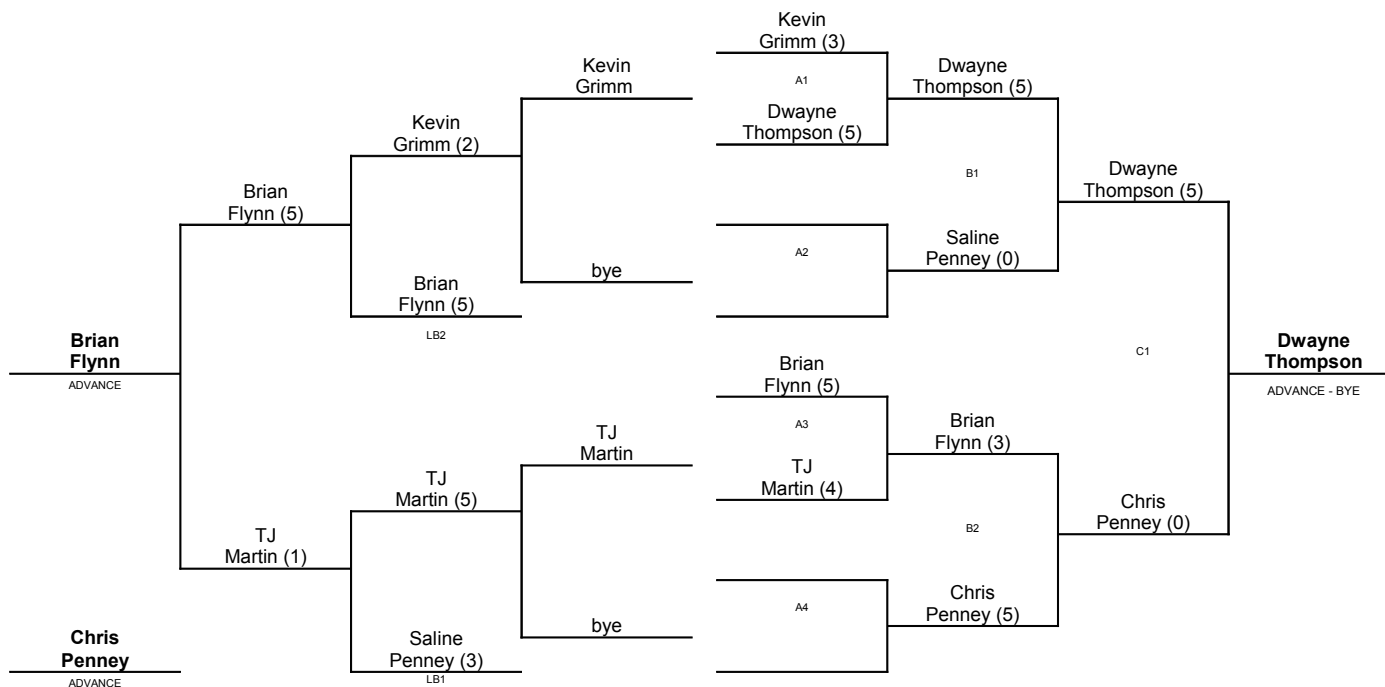 Kevin
Grimm (3)
Kevin
Grimm
Dwayne
Thompson (5)
A1
Kevin
Grimm (2)
Dwayne
Thompson (5)
B1
Dwayne
Thompson (5)
Brian
Flynn (5)
Saline
Penney (0)
A2
bye
Brian
Flynn (5)
LB2
Brian
Flynn
ADVANCE
C1
Dwayne
Thompson
ADVANCE - BYE
Brian
Flynn (5)
A3
Brian
Flynn (3)
TJ
Martin
TJ
Martin (4)
TJ
Martin (5)
Chris
Penney (0)
B2
TJ
Martin (1)
Chris
Penney (5)
A4
bye
Chris
Penney
ADVANCE
Saline
Penney (3)
LB1